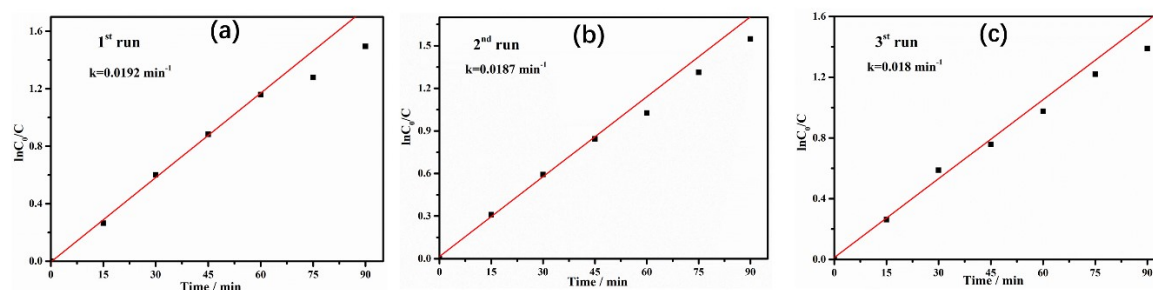 (a)
1st run
k=0.0192 min-1
lnC0/C
1.6
1.2
0.8
0.4
0.0
0 15 30 45 60 75 90
Time / min
(b)
2nd run
k=0.0187 min-1
lnC0/C
1.5
1.2
0.9
0.6
0.3
0.0
0 15 30 45 60 75 90
Time / min
(c)
3st run
k=0.018 min-1
lnC0/C
1.6
1.2
0.8
0.4
0.0
0 15 30 45 60 75 90
Time / min